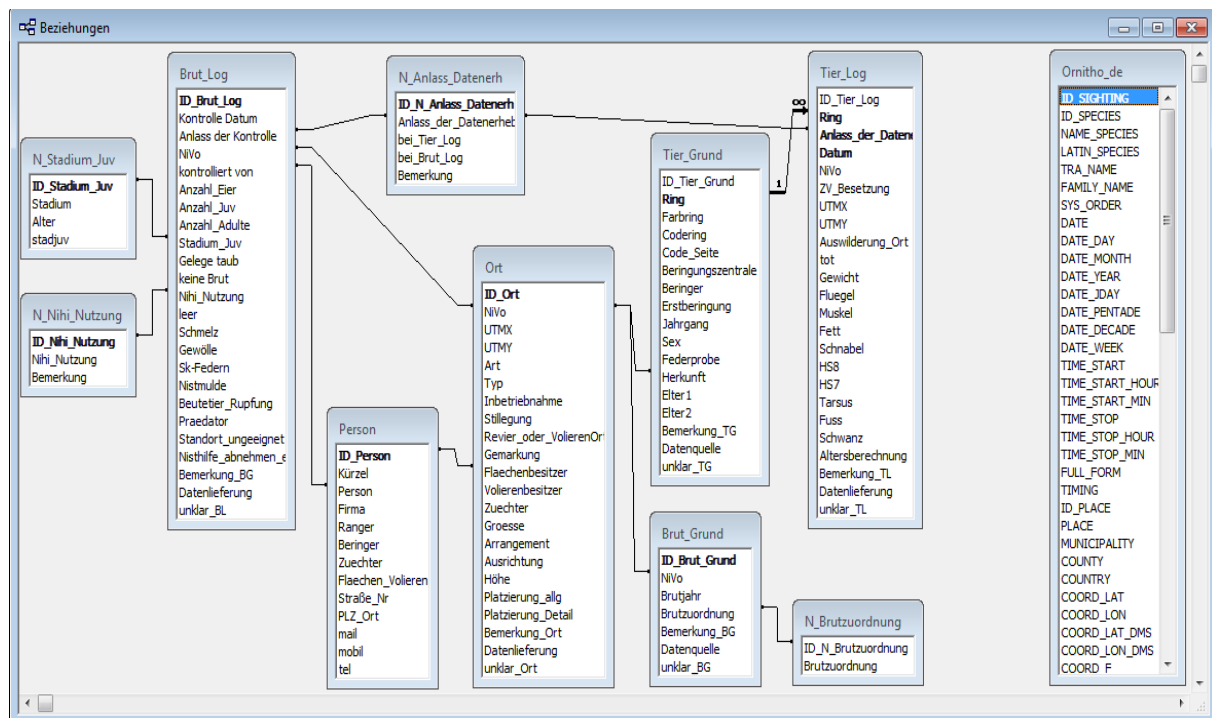 Beziehungen
Brut_Log
ID_Brut_Log
Kontrolle Datum
Anlass der Kontrolle
NiVo
kontrolliert von
Anzahl_Eier
Anzahl_Juv
Anzahl_Adulte
Stadium_Juv
Gelege taub
keine Brut
Nihi_Nutzung
leer
Schmelz
Gewölle
Sk-Federn
Nistmulde
Beutetier_Rupfung
Praedator
Standort_ungeeignet
Nisthilfe_abnehmen_e
Bemerkung_BG
Datenlieferung
unklar_BL
N_Stadium_Juv
ID_Stadium_Juv
Stadium
Alter
stadjuv
N_Nihi_Nutzung
ID_Nihi_Nutzung
Nihi_Nutzung
Bemerkung
N_Anlass_Datenerh
ID_N_Anlass_Datenerh
Anlass_der_Datenerhet
bei_Tier_Log
bei_Brut_Log
Bemerkung
Person
ID_Person
Kürzel
Person
Firma
Ranger
Beringer
Zuechter
Flaechen_Volieren
Straße_Nr
PLZ_Ort
mail
mobil
tel
Ort
ID_Ort
NiVo
UTMX
UTMY
Art
Typ
Inbetriebnahme
Stillegung
Revier_oder_VolierenOr
Gemarkung
Flaechenbesitzer
Volierenbesitzer
Zuechter
Groesse
Arrangement
Ausrichtung
Höhe
Platzierung_allg
Platzierung_Detail
Bemerkung_Ort
Datenlieferung
unklar_Ort
Tier_Grund
ID_Tier_Grund
Ring
Farbring
Codering
Code_Seite
Beringungszentrale
Beringer
Erstberingung
Jahrgang
Sex
Federprobe
Herkunft
Elter1
Elter2
Bemerkung_TG
Datenquelle
unklar_TG
1
∞
Brut_Grund
ID_Brut_Grund
NiVo
Brutjahr
Brutzuordnung
Bemerkung_BG
Datenquelle
unklar_BG
N_Brutzuordnung
ID_N_Brutzuordnung
Brutzuordnung
Tier_Log
ID_Tier_Log
Ring
Anlass_der_Daten
Datum
NiVo
ZV_Besetzung
UTMX
UTMY
Auswilderung_Ort
tot
Gewicht
Fluegel
Muskel
Fett
Schnabel
HS8
HS7
Tarsus
Fuss
Schwanz
Altersberechnung
Bemerkung_TL
Datenlieferung
unklar_TL
Ornitho_de
ID_SIGHTING
ID_SPECIES
NAME_SPECIES
LATIN_SPECIES
TRA_NAME
FAMILY_NAME
SYS_ORDER
DATE
DATE_DAY
DATE_MONTH
DATE_YEAR
DATE_JDAY
DATE_PENTADE
DATE_DECADE
DATE_WEEK
TIME_START
TIME_START_HOUR
TIME_START_MIN
TIME_STOP
TIME_STOP_HOUR
TIME_STOP_MIN
FULL_FORM
TIMING
ID_PLACE
PLACE
MUNICIPALITY
COUNTY
COUNTRY
COORD_LAT
COORD_LON
COORD_LAT_DMS
COORD_LON_DMS
COORD_F